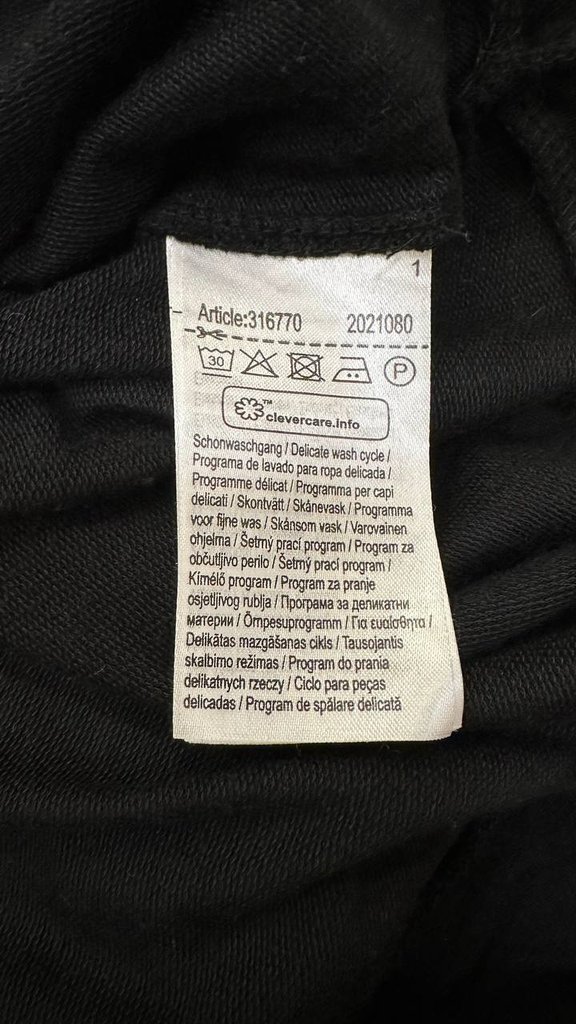 1
Article:316770 2021080
30 P
™ clevercare.info
Schonwaschgang / Delicate wash cycle /
Programa de lavado para ropa delicada /
Programme délicat / Programma per capi
delicati / Skontvätt / Skånevask / Programma
voor fijne was / Skånsom vask / Varovainen
ohjelma / Šetrný prací program / Program za
občutljivo perilo / Šetrný prací program /
Kímélő program / Program za pranje
osjetljivog rublja / Програма за деликатни
материи / Õrnpesuprogramm / Για ευαίσθητα /
Delikātas mazgāšanas cikls / Tausojantis
skalbimo režimas / Program do prania
delikatnych rzeczy / Ciclo para peças
delicadas / Program de spălare delicată